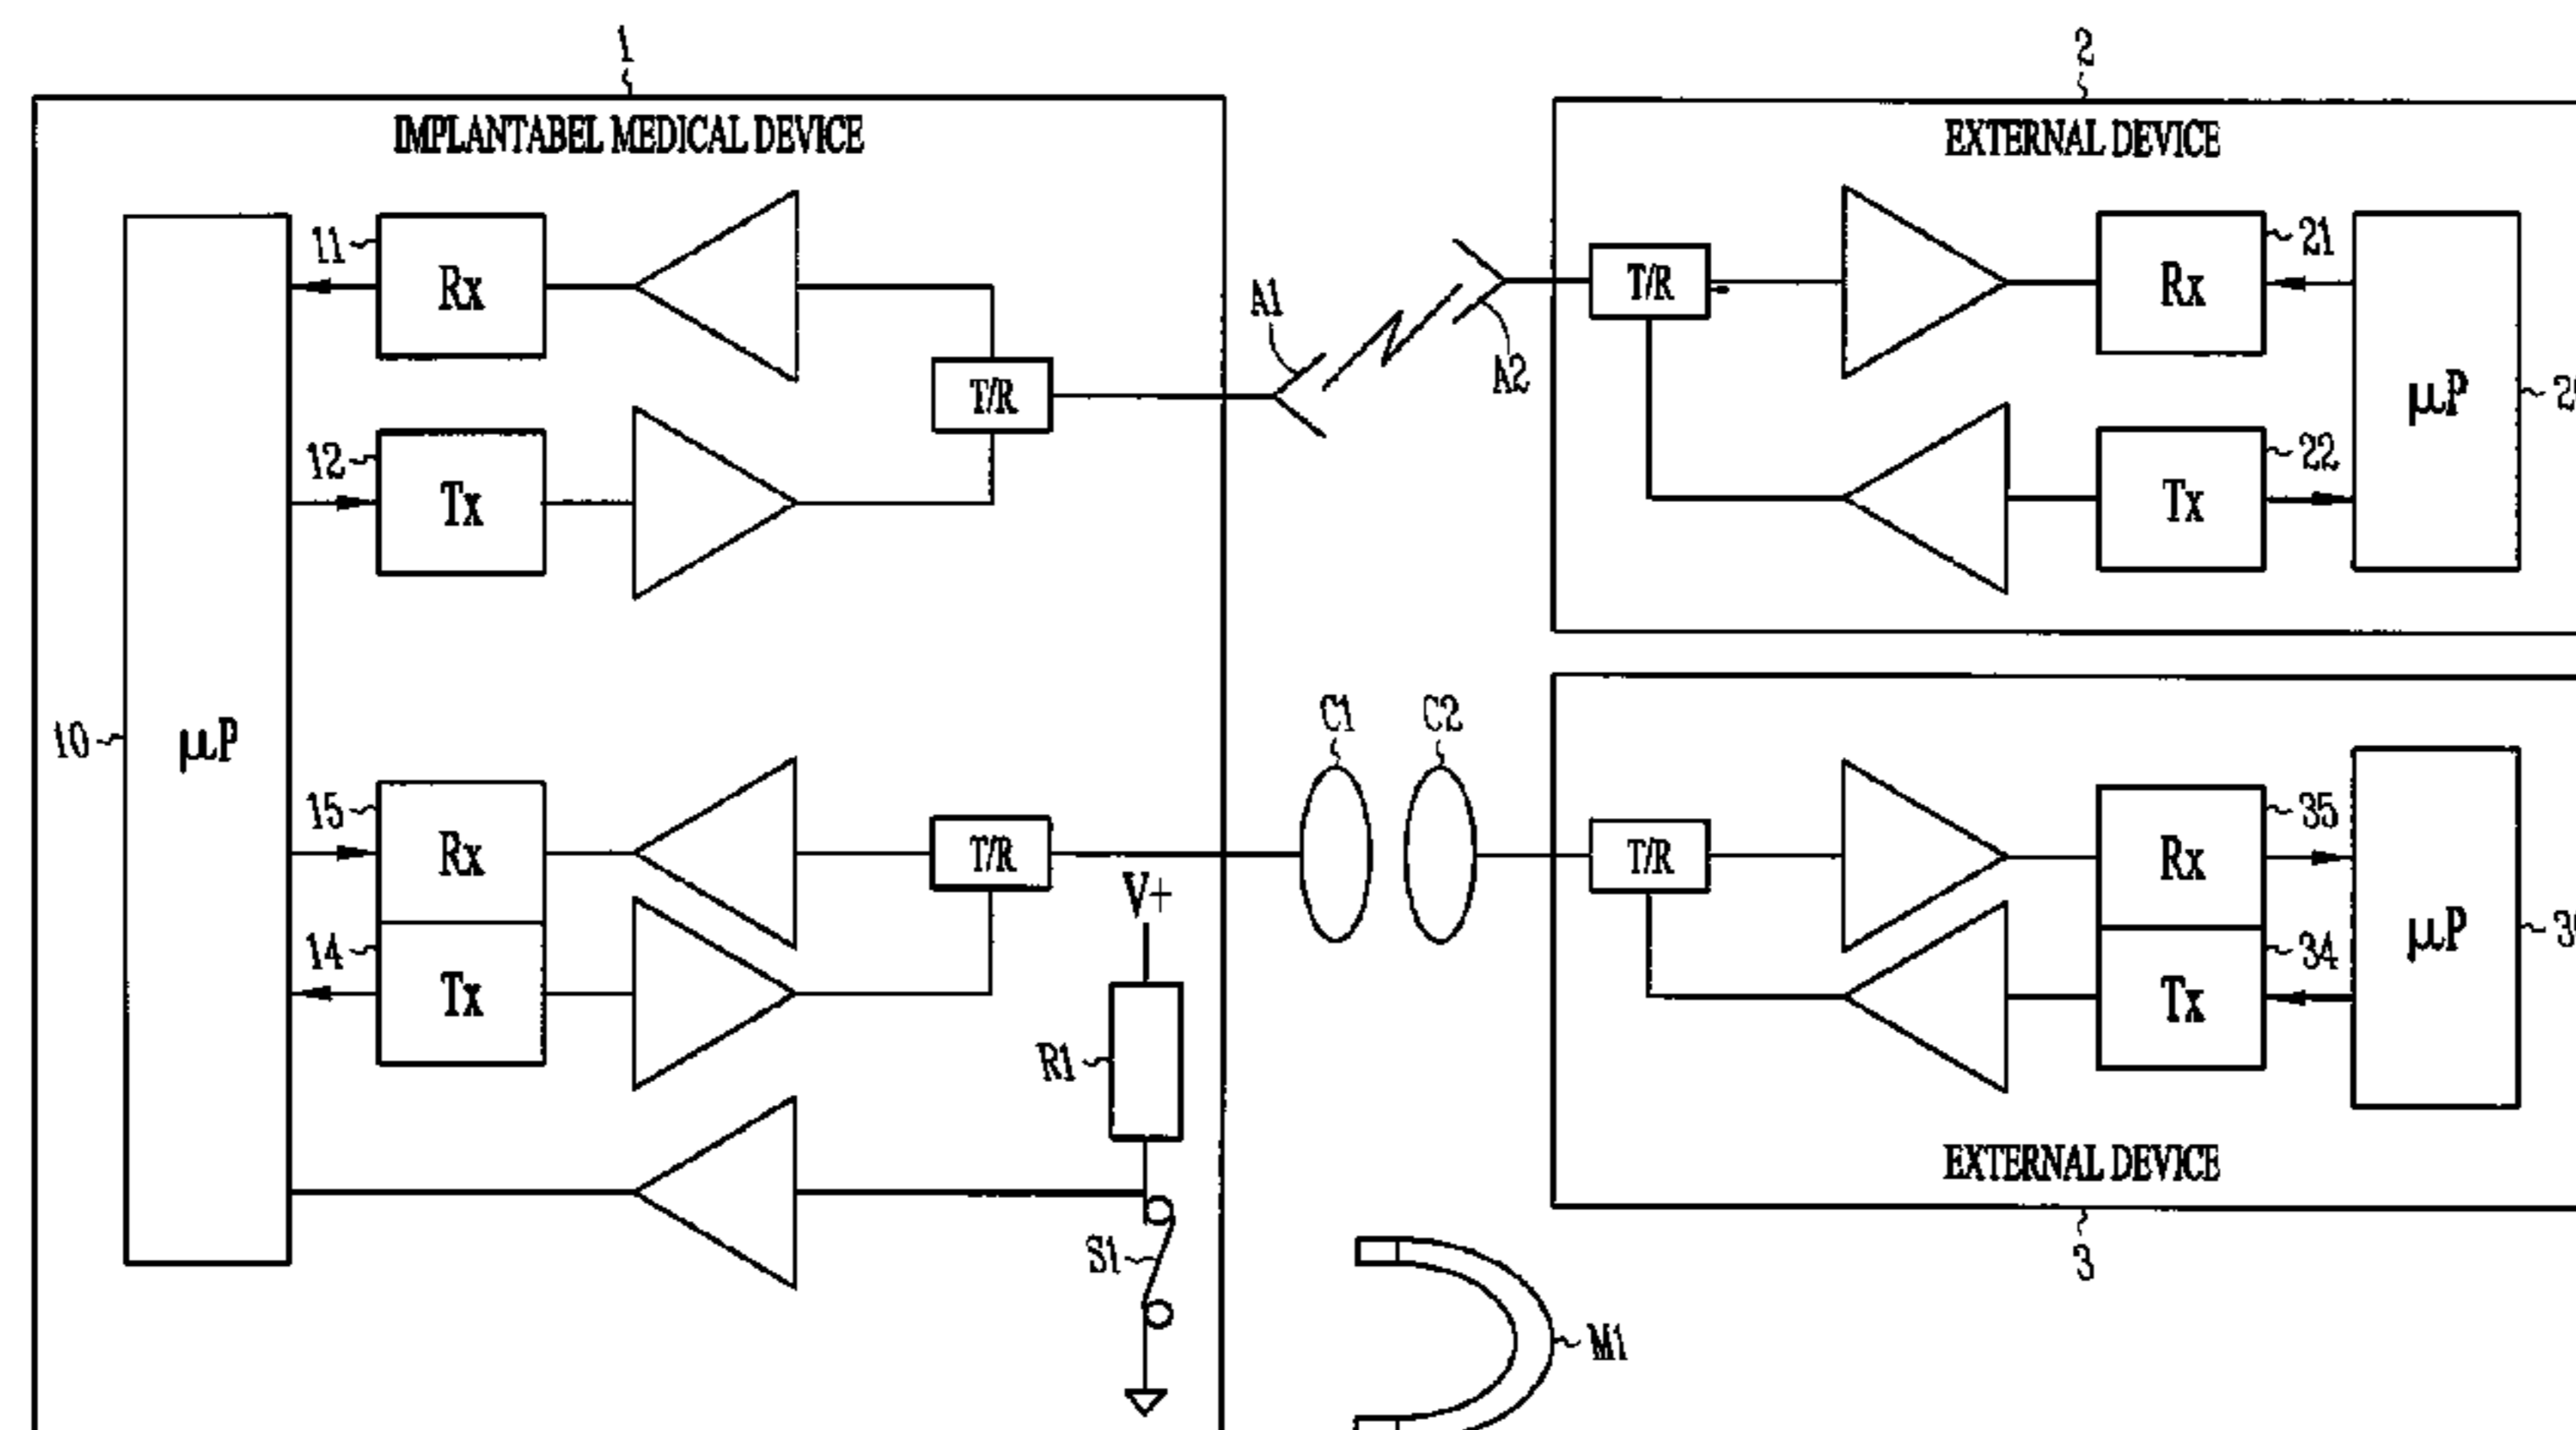 1
2
IMPLANTABEL MEDICAL DEVICE
EXTERNAL DEVICE
11
Rx
T/R
A1
A2
T/R
Rx
21
12
Tx
Tx
22
μP
10
μP
15
Rx
14
Tx
T/R
V+
R1
S1
C1
C2
T/R
Rx
35
Tx
34
μP
EXTERNAL DEVICE
3
M1